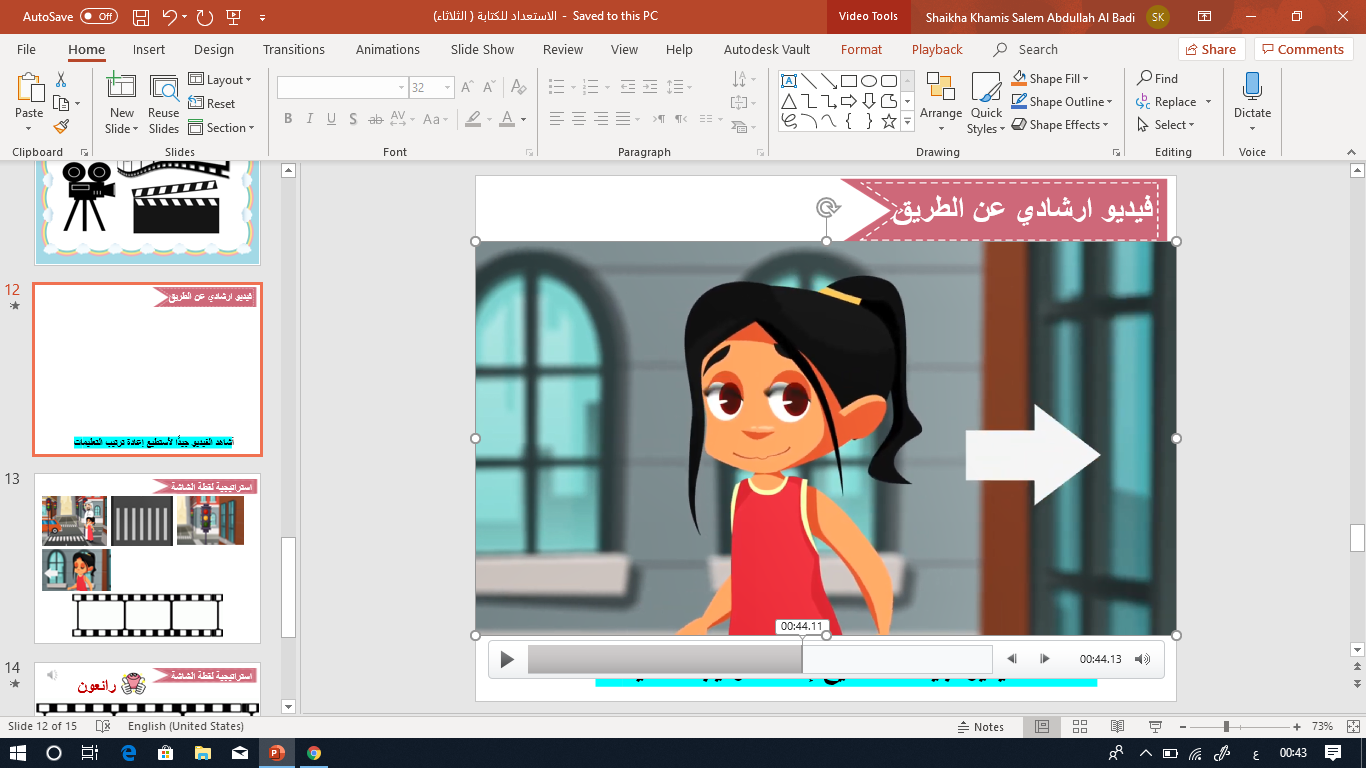 AutoSave Off
الاستعداد للكتابة ( الثلاثاء) - Saved to this PC
Video Tools
Shaikha Khamis Salem Abdullah Al Badi SK
File Home Insert Design Transitions Animations Slide Show Review View Help Autodesk Vault Format Playback Search Share Comments
Paste
New Slide
Reuse Slides
Layout
Reset
Section
32
B I U S ab AV Aa A
Arrange
Quick Styles
Shape Fill
Shape Outline
Shape Effects
Find
Replace
Select
Dictate
Clipboard Slides Font Paragraph Drawing Editing Voice
12
فيديو ارشادي عن الطريق
أشاهد الفيديو جيدًا لأستطيع إعادة ترتيب التعليمات
13
استراتيجية لقطة الشاشة
14
استراتيجية لقطة الشاشة
رائعون
فيديو ارشادي عن الطريق
00:44.11
00:44.13
Slide 12 of 15 English (United States) Notes 73%
ع 00:43